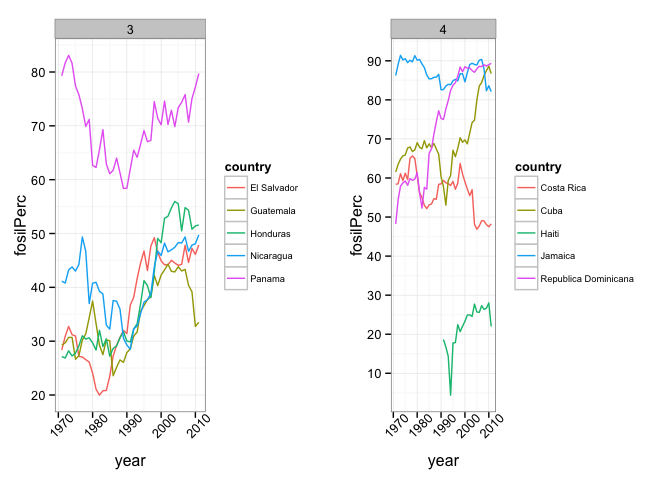 3
fosilPerc
80
70
60
50
40
30
20
1970
1980
1990
2000
2010
year
country
El Salvador
Guatemala
Honduras
Nicaragua
Panama
4
fosilPerc
90
80
70
60
50
40
30
20
10
1970
1980
1990
2000
2010
year
country
Costa Rica
Cuba
Haiti
Jamaica
Republica Dominicana